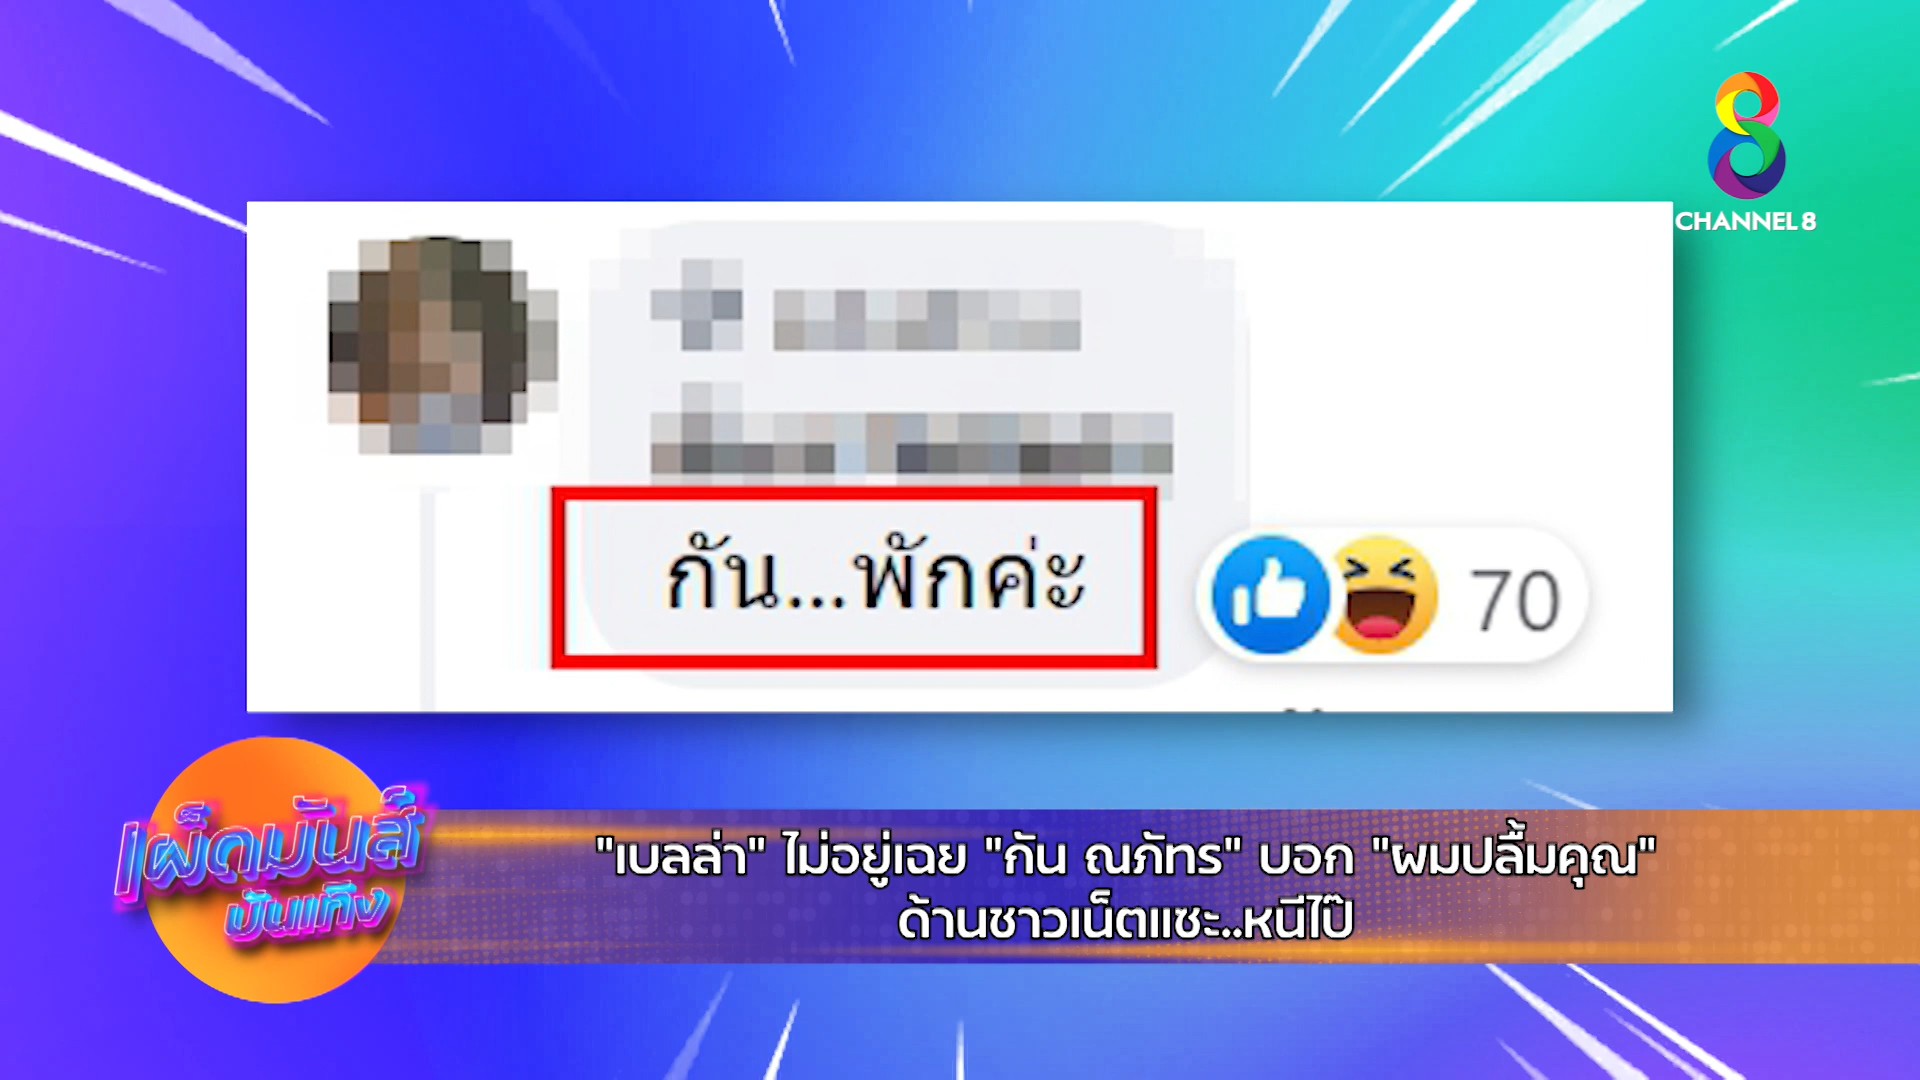 CHANNEL 8
กัน...พักค่ะ
70
เผ็ดมันส์
บันเทิง
"เบลล่า" ไม่อยู่เฉย "กัน ณภัทร" บอก "ผมปลื้มคุณ"
ด้านชาวเน็ตแซะ..หนีไป๊